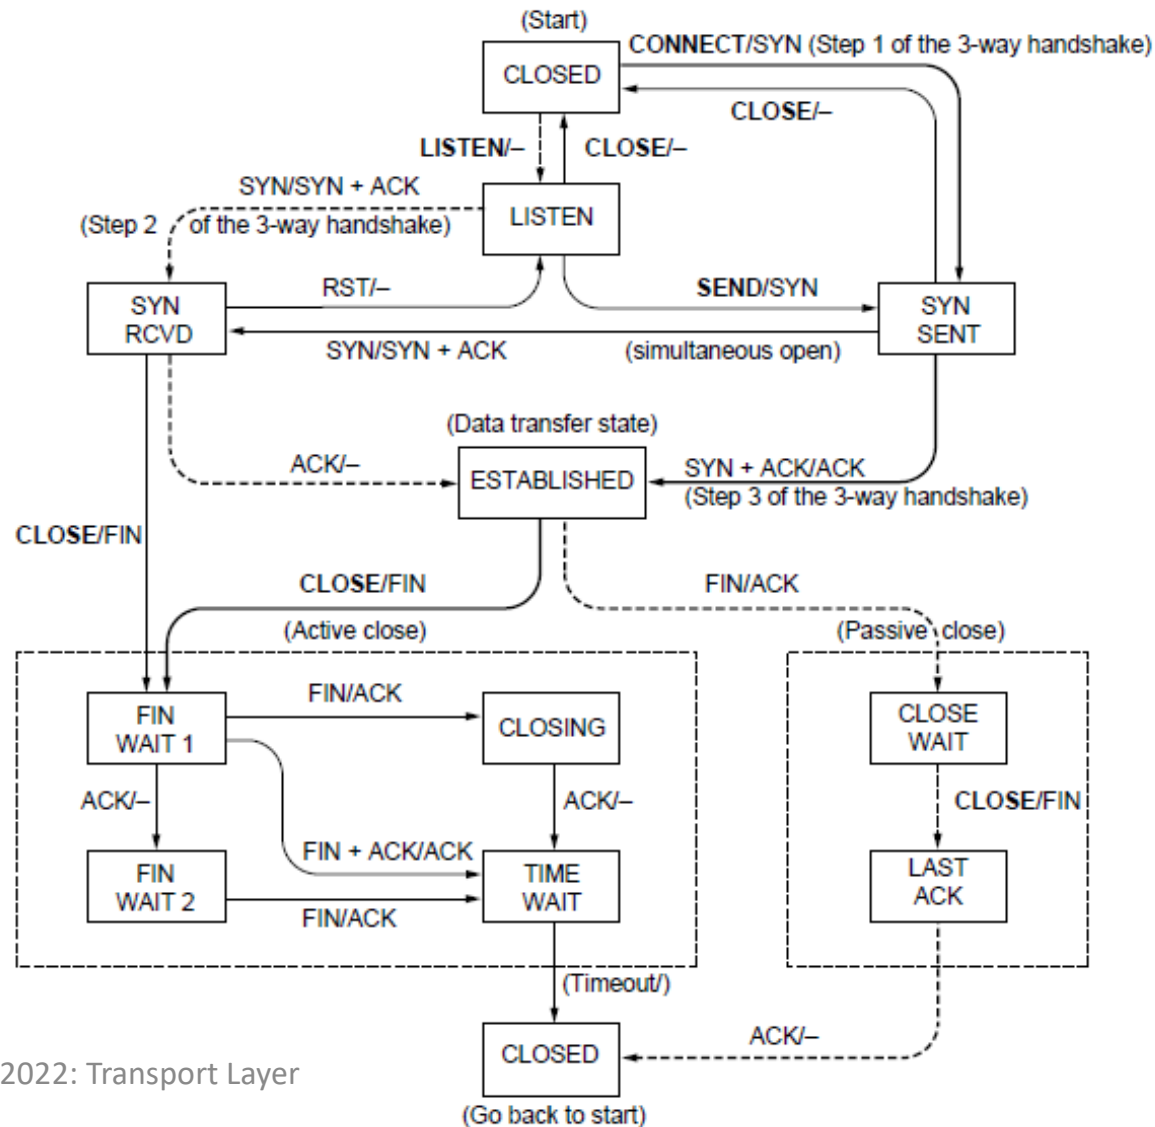 (Start)
CONNECT/SYN (Step 1 of the 3-way handshake)
CLOSED
CLOSE/–
LISTEN/–
CLOSE/–
SYN/SYN + ACK
LISTEN
(Step 2 of the 3-way handshake)
RST/–
SEND/SYN
SYN
RCVD
SYN
SENT
SYN/SYN + ACK
(simultaneous open)
(Data transfer state)
ACK/–
ESTABLISHED
SYN + ACK/ACK
(Step 3 of the 3-way handshake)
CLOSE/FIN
CLOSE/FIN
FIN/ACK
(Active close)
(Passive close)
FIN
WAIT 1
FIN/ACK
CLOSING
CLOSE
WAIT
ACK/–
ACK/–
CLOSE/FIN
FIN + ACK/ACK
FIN
WAIT 2
TIME
WAIT
LAST
ACK
FIN/ACK
(Timeout/)
CLOSED
ACK/–
2022: Transport Layer
(Go back to start)